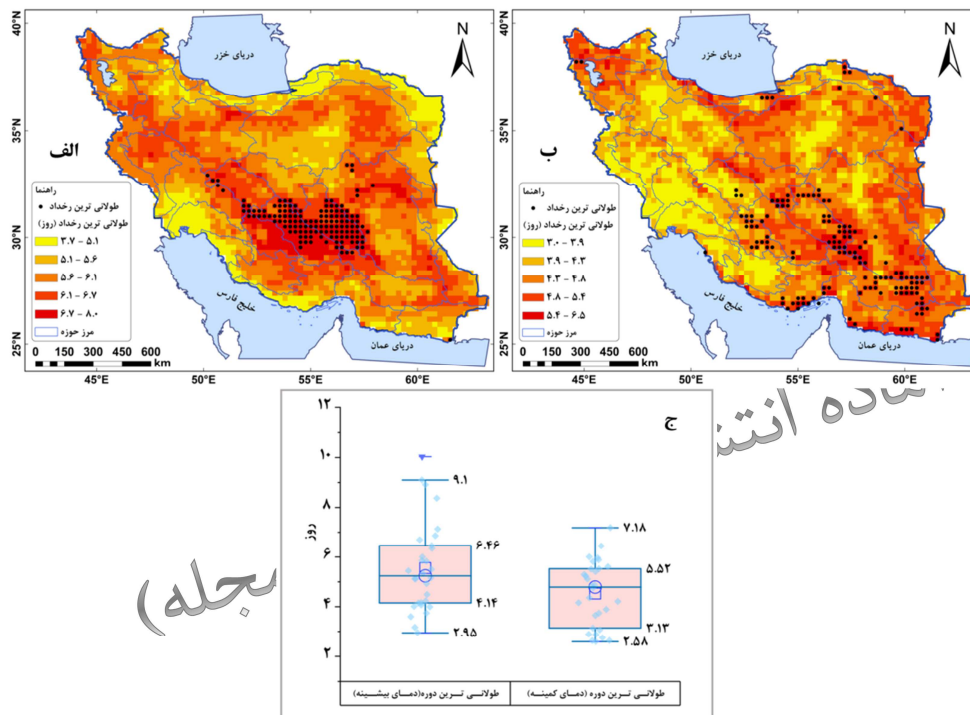 40°N
35°N
30°N
25°N
45°E
50°E
55°E
60°E
دریای خزر
N
الف
راهنما
طولانی ترین رخداد
طولانی ترین رخداد (روز)
۳.۷ - ۵.۱
۵.۱ - ۵.۶
۵.۶ - ۶.۱
۶.۱ - ۶.۷
۶.۷ - ۸.۰
مرز حوزه
0 150 300 450 600
km
خلیج فارس
دریای عمان
40°N
35°N
30°N
25°N
45°E
50°E
55°E
60°E
دریای خزر
N
ب
راهنما
طولانی ترین رخداد
طولانی ترین رخداد (روز)
۳.۰ - ۳.۹
۳.۹ - ۴.۳
۴.۳ - ۴.۸
۴.۸ - ۵.۴
۵.۴ - ۶.۵
مرز حوزه
0 150 300 450 600
km
خلیج فارس
دریای عمان
ج
روز
۱۲
۱۰
۸
۶
۴
۲
۹.۱
۶.۴۶
۴.۱۴
۲.۹۵
۷.۱۸
۵.۵۲
۳.۱۳
۲.۵۸
طولانی ترین دوره(دمای بیشینه)
طولانی ترین دوره (دمای کمینه)